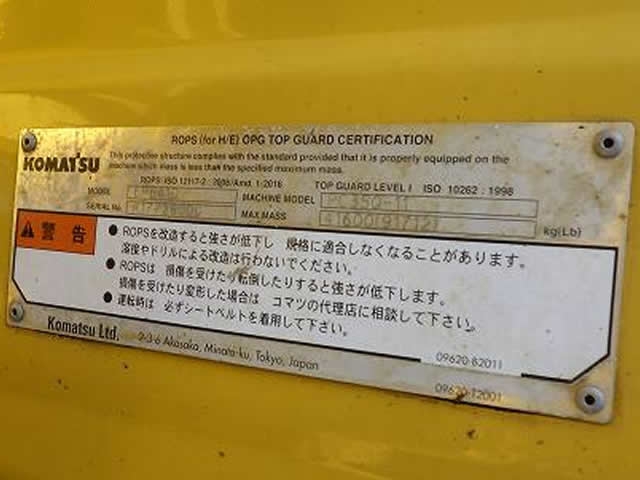 ROPS (for H/E) OPG TOP GUARD CERTIFICATION
KOMATSU
This protective structure complies with the standard provided that it is properly equipped on the
machine which mass is less than the specified maximum mass.
ROPS: ISO 12117-2 : 2008/Amd. 1:2016 TOP GUARD LEVEL I ISO 10262 : 1998
MODEL MACHINE MODEL PC350-11
SERIAL No 41600(91712) kg(Lb)
警告
● ROPSを改造すると強さが低下し 規格に適合しなくなることがあります。
溶接やドリルによる改造は行わないでください。
● ROPSは 損傷を受けたり転倒したりすると強さが低下します。
損傷を受けたり変形した場合は コマツの代理店に相談して下さい。
● 運転時は 必ずシートベルトを着用して下さい。
09620-B2011
Komatsu Ltd. 2-3-6 Akasaka, Minato-ku, Tokyo, Japan
09620-12001